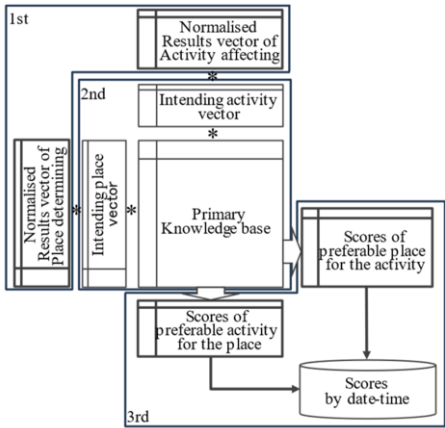 1st
Normalised
Results vector of
Activity affecting
*
2nd
Intending activity
vector
*
Normalised
Results vector of
Place determining
*
Intending place
vector
*
Primary
Knowledge base
Scores of
preferable place
for the activity
Scores of
preferable activity
for the place
Scores
by date-time
3rd